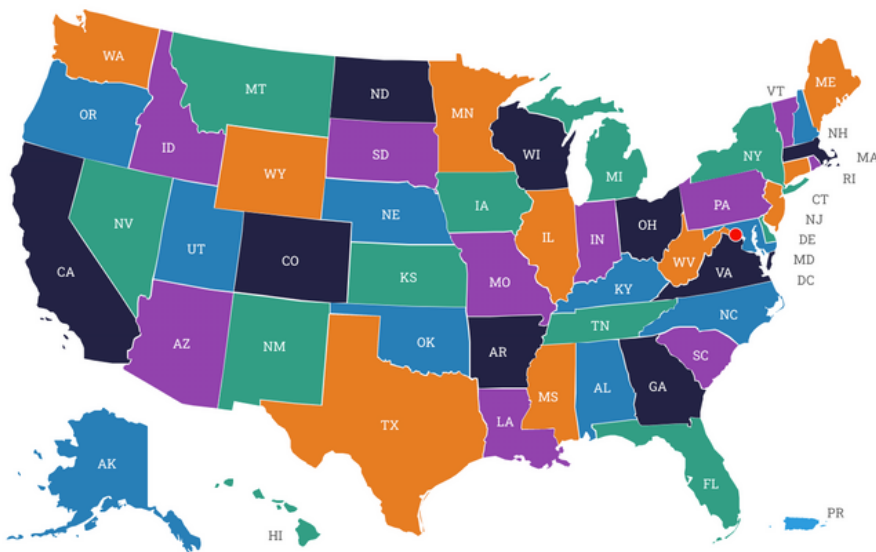 WA
ME
VT
MT
ND
OR
MN
NH
ID
SD
WI
NY
MA
WY
MI
RI
IA
PA
CT
NE
NV
NJ
OH
IL
IN
DE
UT
CO
WV
MD
CA
VA
KS
MO
DC
KY
NC
TN
AZ
NM
OK
AR
SC
AL
GA
MS
TX
LA
AK
FL
PR
HI